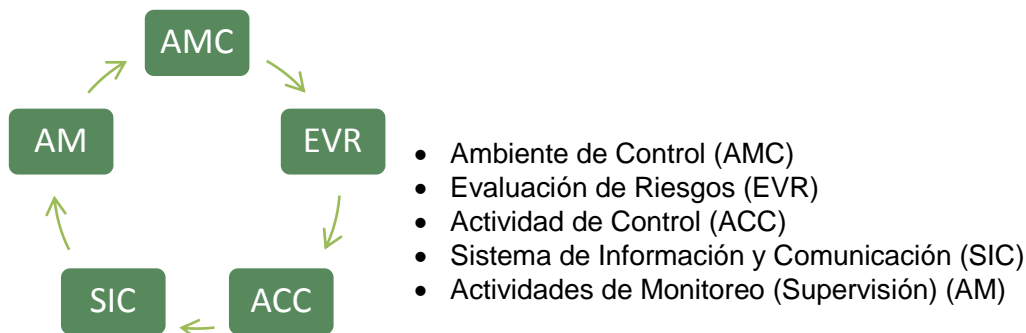 AMC
AM
EVR
SIC
ACC
• Ambiente de Control (AMC)
• Evaluación de Riesgos (EVR)
• Actividad de Control (ACC)
• Sistema de Información y Comunicación (SIC)
• Actividades de Monitoreo (Supervisión) (AM)